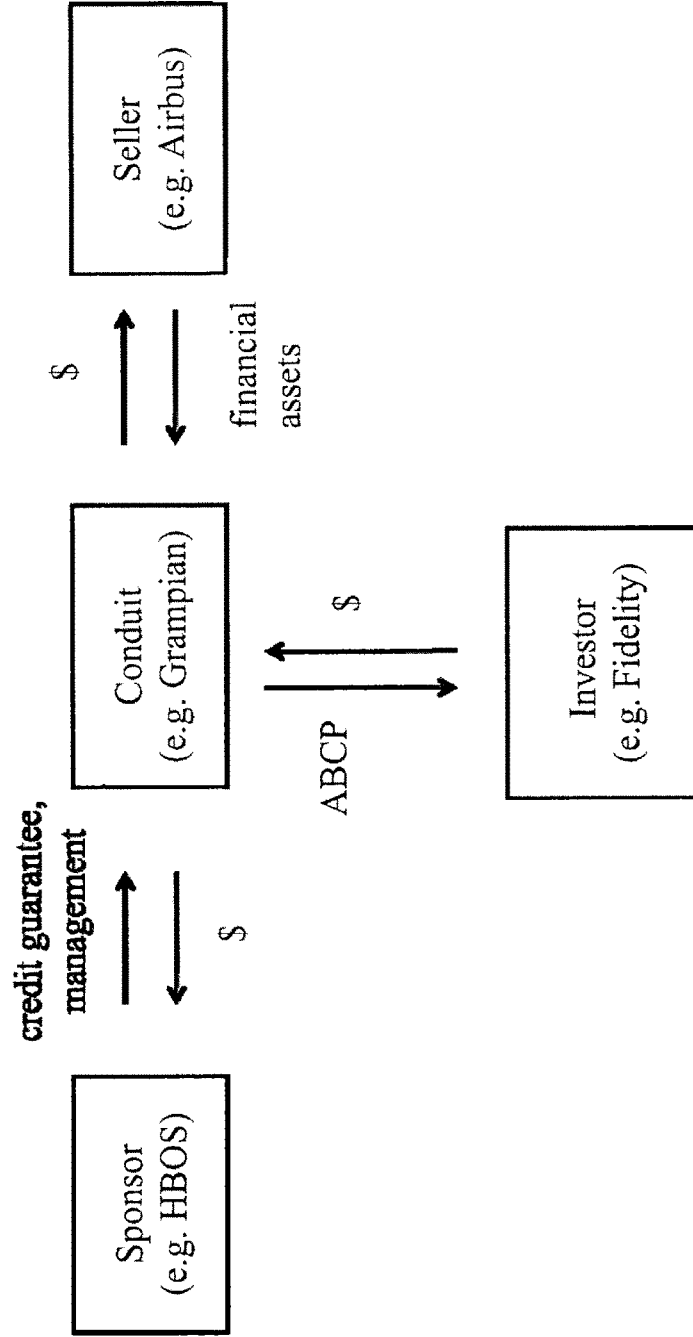 credit guarantee,
management
$
$
financial
assets
Sponsor
(e.g. HBOS)
Conduit
(e.g. Grampian)
Seller
(e.g. Airbus)
ABCP
$
Investor
(e.g. Fidelity)